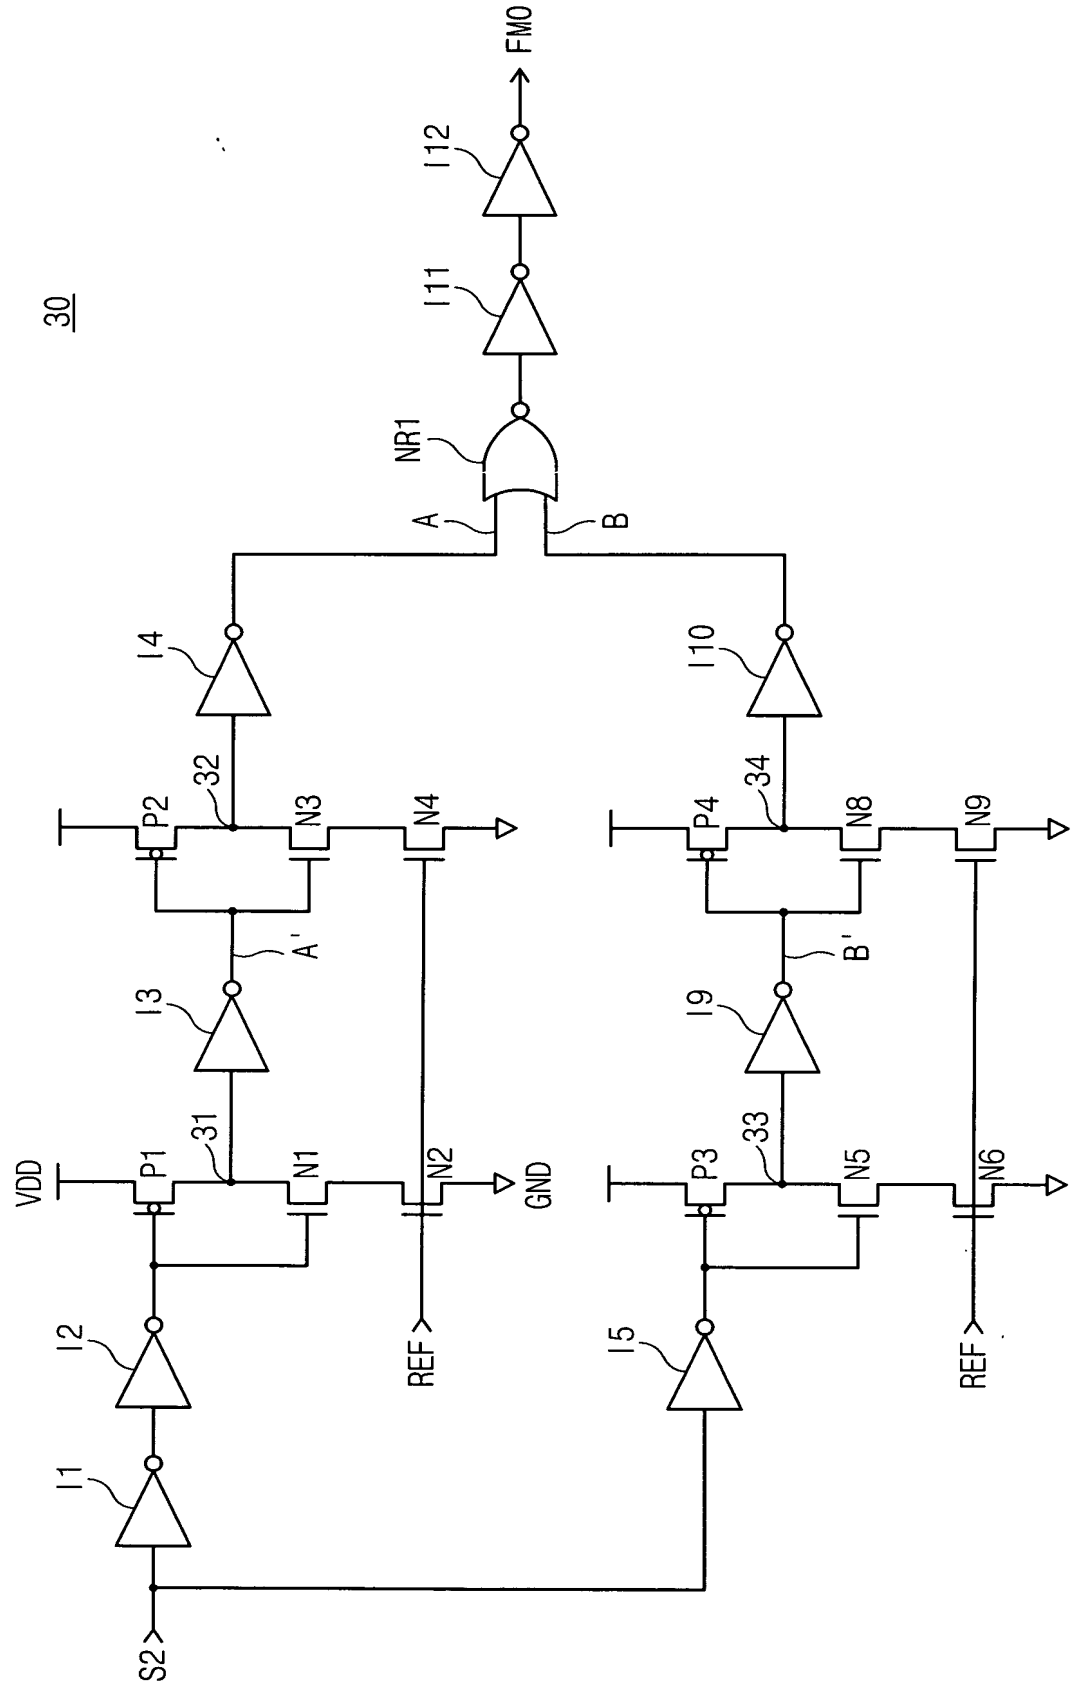 30
S2
I1
I2
VDD
P1
31
N1
N2
GND
REF
I3
A'
P2
32
N3
N4
I4
A
B
NR1
I11
I12
FMO
I5
P3
33
N5
N6
REF
I9
B'
P4
34
N8
N9
I10